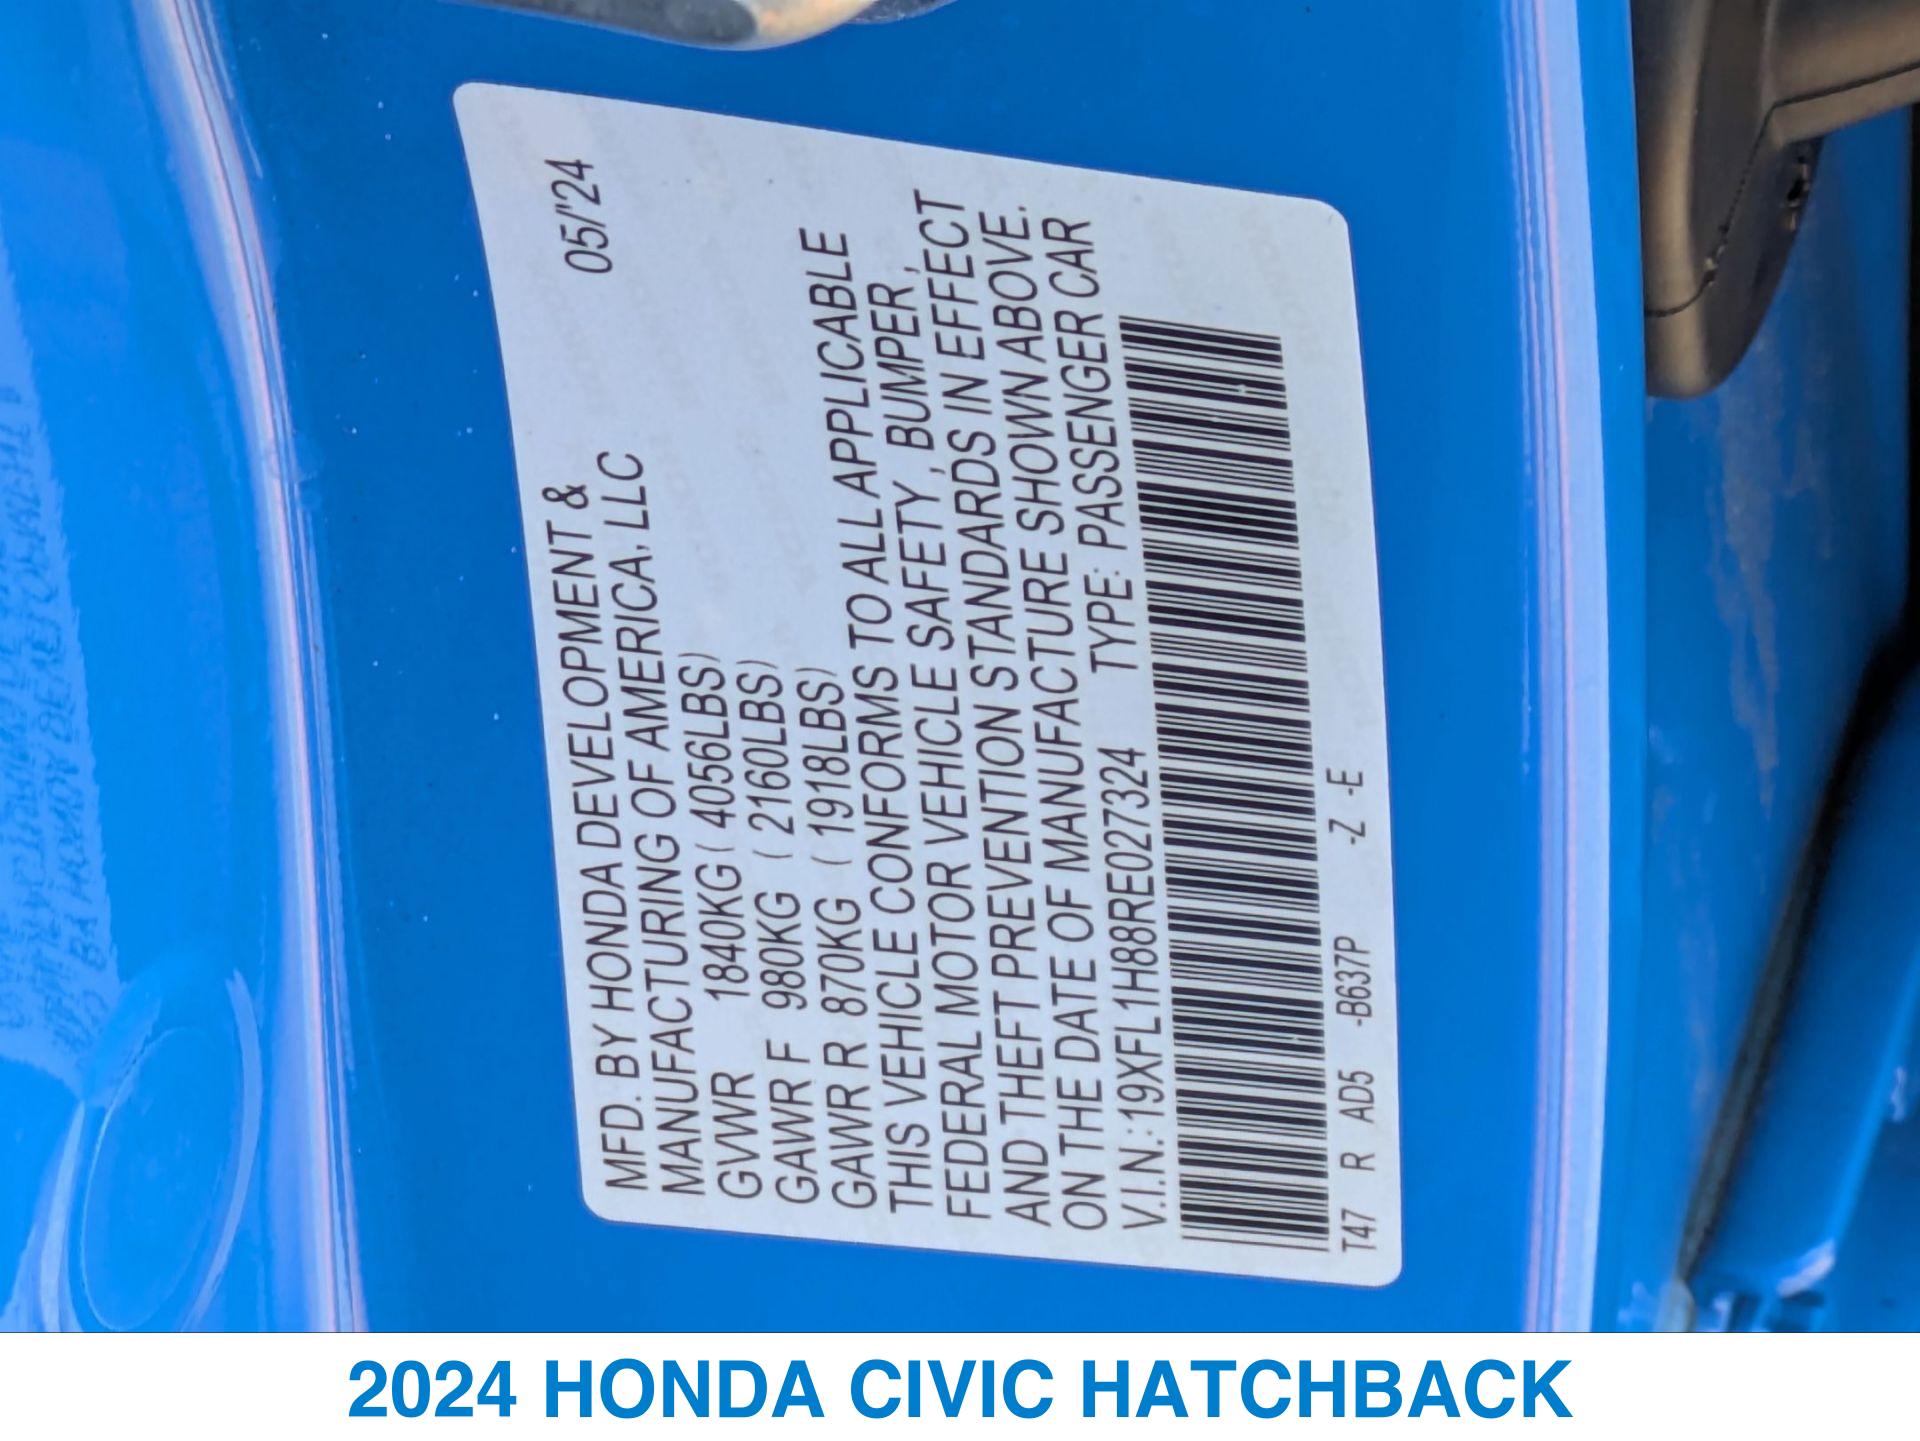 MFD. BY HONDA DEVELOPMENT & 05/'24
MANUFACTURING OF AMERICA, LLC
GVWR 1840KG ( 4056LBS)
GAWR F 980KG ( 2160LBS)
GAWR R 870KG ( 1918LBS)
THIS VEHICLE CONFORMS TO ALL APPLICABLE
FEDERAL MOTOR VEHICLE SAFETY , BUMPER ,
AND THEFT PREVENTION STANDARDS IN EFFECT
ON THE DATE OF MANUFACTURE SHOWN ABOVE.
V.I.N.: 19XFL1H88RE027324 TYPE: PASSENGER CAR
T47 R AD5 -B637P -Z -E
2024 HONDA CIVIC HATCHBACK